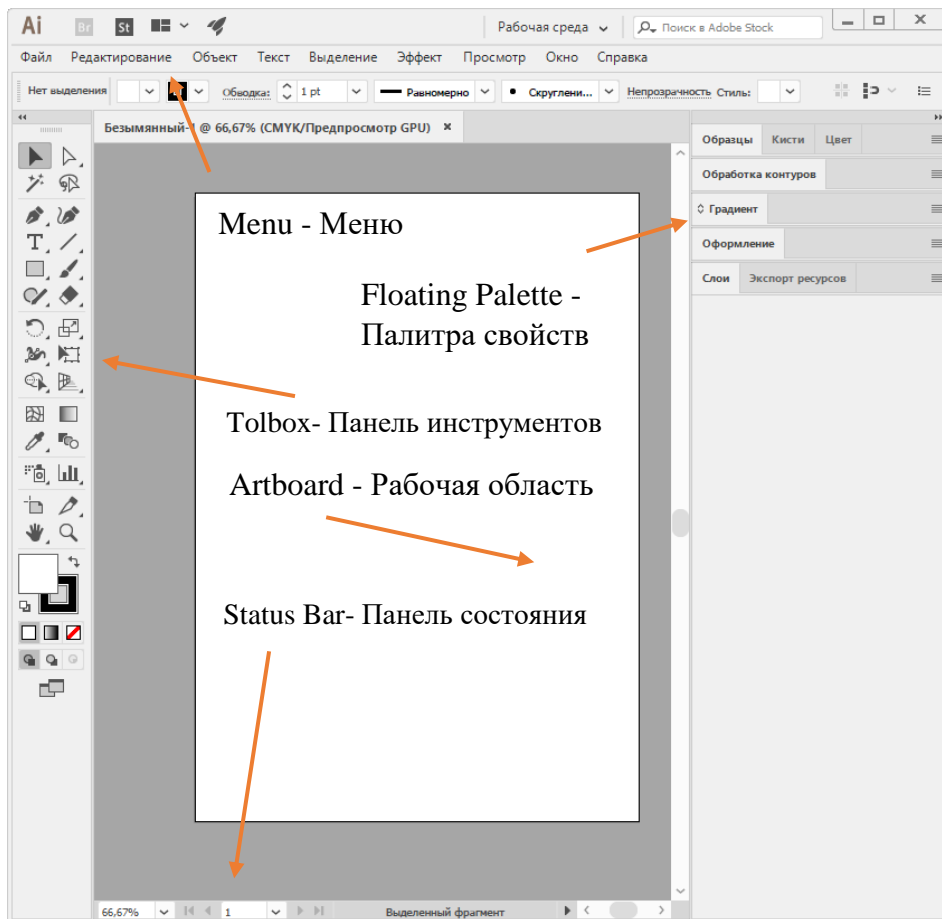 Ai Br St Рабочая среда Поиск в Adobe Stock
Файл Редактирование Объект Текст Выделение Эффект Просмотр Окно Справка
Нет выделения Обводка: 1 pt Равномерно Скруглени... Непрозрачность Стиль:
Безымянный-1 @ 66,67% (CMYK/Предпросмотр GPU) ×
Образцы Кисти Цвет
Обработка контуров
Градиент
Оформление
Слои Экспорт ресурсов
Menu - Меню
Floating Palette -
Палитра свойств
Tolbox- Панель инструментов
Artboard - Рабочая область
Status Bar- Панель состояния
66,67% 1 Выделенный фрагмент